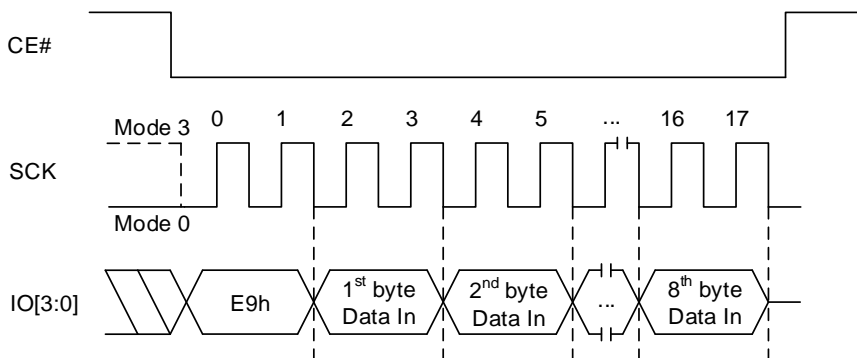 CE#
0 1 2 3 4 5 ... 16 17
Mode 3
SCK
Mode 0
IO[3:0]
E9h
1st byte
Data In
2nd byte
Data In
...
8th byte
Data In